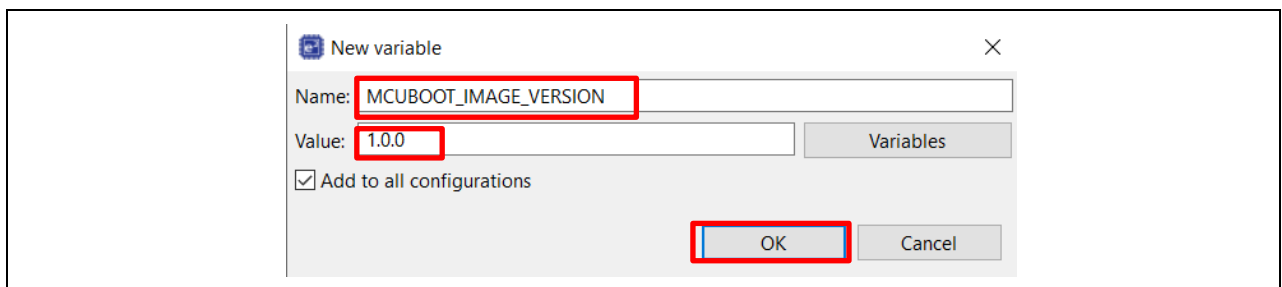 New variable
Name: MCUBOOT_IMAGE_VERSION
Value: 1.0.0 Variables
Add to all configurations
OK Cancel